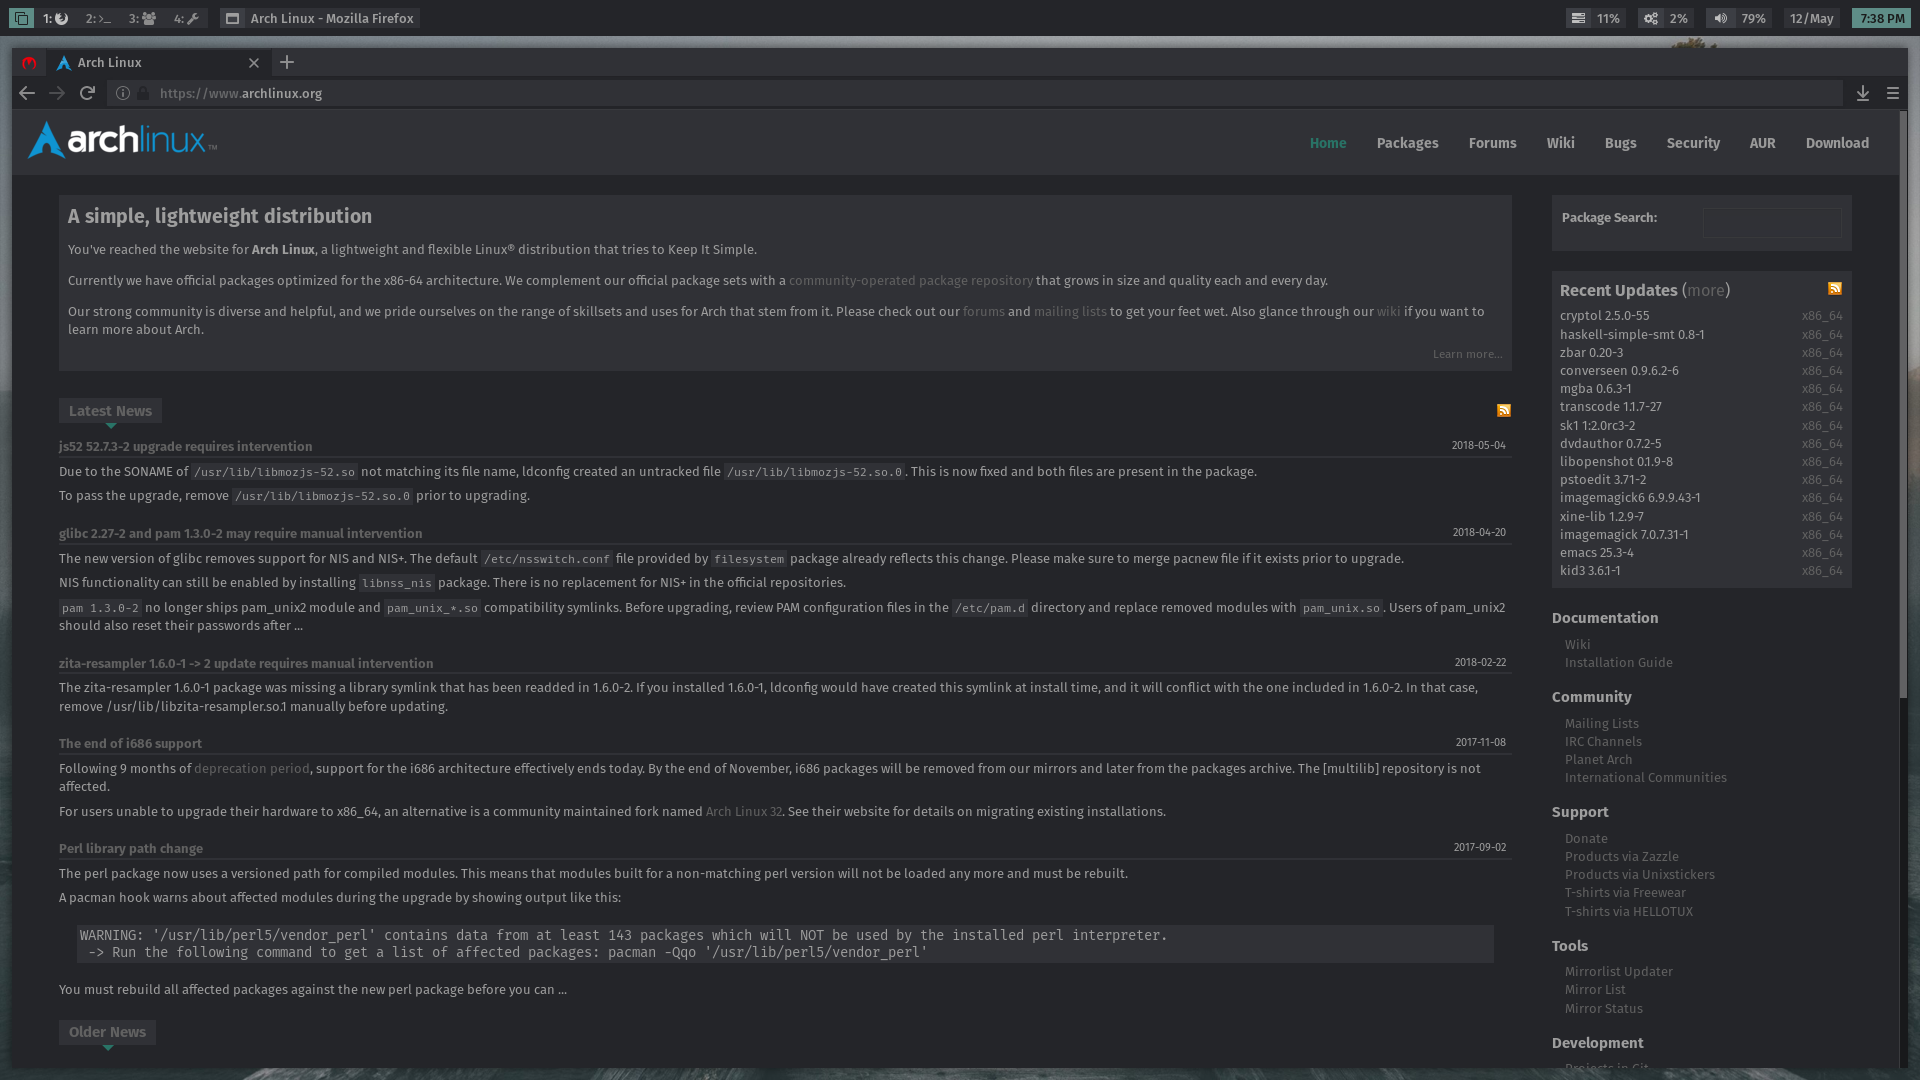 1:
2:
3:
4:
Arch Linux - Mozilla Firefox
11%
2%
79%
12/May
7:38 PM
Arch Linux
https://www.archlinux.org
archlinux™
Home
Packages
Forums
Wiki
Bugs
Security
AUR
Download
A simple, lightweight distribution
You've reached the website for Arch Linux, a lightweight and flexible Linux® distribution that tries to Keep It Simple.
Currently we have official packages optimized for the x86-64 architecture. We complement our official package sets with a community-operated package repository that grows in size and quality each and every day.
Our strong community is diverse and helpful, and we pride ourselves on the range of skillsets and uses for Arch that stem from it. Please check out our forums and mailing lists to get your feet wet. Also glance through our wiki if you want to
learn more about Arch.
Learn more...
Latest News
js52 52.7.3-2 upgrade requires intervention
2018-05-04
Due to the SONAME of /usr/lib/libmozjs-52.so not matching its file name, ldconfig created an untracked file /usr/lib/libmozjs-52.so.0. This is now fixed and both files are present in the package.
To pass the upgrade, remove /usr/lib/libmozjs-52.so.0 prior to upgrading.
glibc 2.27-2 and pam 1.3.0-2 may require manual intervention
2018-04-20
The new version of glibc removes support for NIS and NIS+. The default /etc/nsswitch.conf file provided by filesystem package already reflects this change. Please make sure to merge pacnew file if it exists prior to upgrade.
NIS functionality can still be enabled by installing libnss_nis package. There is no replacement for NIS+ in the official repositories.
pam 1.3.0-2 no longer ships pam_unix2 module and pam_unix_*.so compatibility symlinks. Before upgrading, review PAM configuration files in the /etc/pam.d directory and replace removed modules with pam_unix.so. Users of pam_unix2
should also reset their passwords after ...
zita-resampler 1.6.0-1 -> 2 update requires manual intervention
2018-02-22
The zita-resampler 1.6.0-1 package was missing a library symlink that has been readded in 1.6.0-2. If you installed 1.6.0-1, ldconfig would have created this symlink at install time, and it will conflict with the one included in 1.6.0-2. In that case,
remove /usr/lib/libzita-resampler.so.1 manually before updating.
The end of i686 support
2017-11-08
Following 9 months of deprecation period, support for the i686 architecture effectively ends today. By the end of November, i686 packages will be removed from our mirrors and later from the packages archive. The [multilib] repository is not
affected.
For users unable to upgrade their hardware to x86_64, an alternative is a community maintained fork named Arch Linux 32. See their website for details on migrating existing installations.
Perl library path change
2017-09-02
The perl package now uses a versioned path for compiled modules. This means that modules built for a non-matching perl version will not be loaded any more and must be rebuilt.
A pacman hook warns about affected modules during the upgrade by showing output like this:
WARNING: '/usr/lib/perl5/vendor_perl' contains data from at least 143 packages which will NOT be used by the installed perl interpreter.
-> Run the following command to get a list of affected packages: pacman -Qqo '/usr/lib/perl5/vendor_perl'
You must rebuild all affected packages against the new perl package before you can ...
Older News
Package Search:
Recent Updates (more)
cryptol 2.5.0-55 x86_64
haskell-simple-smt 0.8-1 x86_64
zbar 0.20-3 x86_64
converseen 0.9.6.2-6 x86_64
mgba 0.6.3-1 x86_64
transcode 1.1.7-27 x86_64
sk1 1:2.0rc3-2 x86_64
dvdauthor 0.7.2-5 x86_64
libopenshot 0.1.9-8 x86_64
pstoedit 3.71-2 x86_64
imagemagick6 6.9.9.43-1 x86_64
xine-lib 1.2.9-7 x86_64
imagemagick 7.0.7.31-1 x86_64
emacs 25.3-4 x86_64
kid3 3.6.1-1 x86_64
Documentation
Wiki
Installation Guide
Community
Mailing Lists
IRC Channels
Planet Arch
International Communities
Support
Donate
Products via Zazzle
Products via Unixstickers
T-shirts via Freewear
T-shirts via HELLOTUX
Tools
Mirrorlist Updater
Mirror List
Mirror Status
Development
Projects in Git